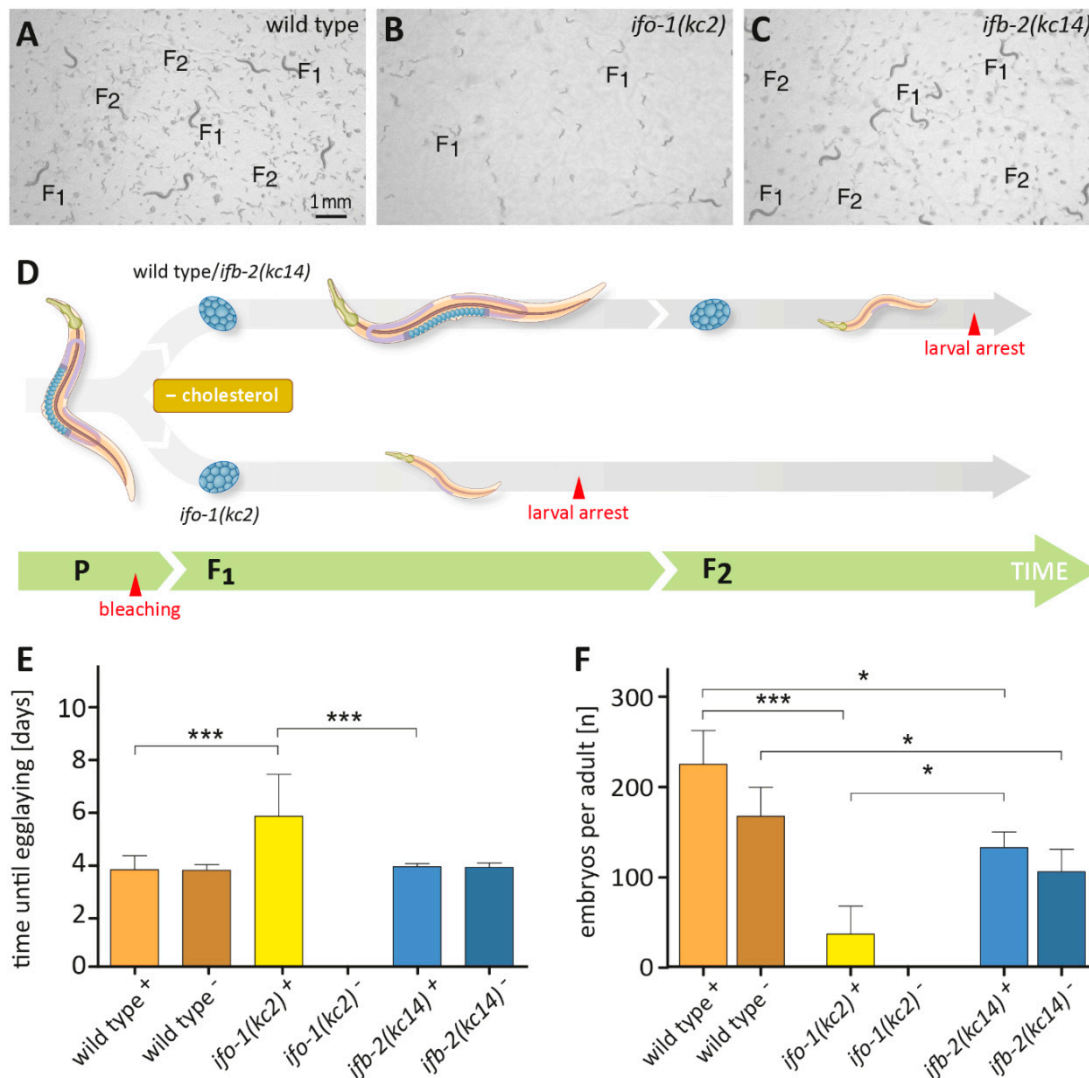 A
wild type
F2
F1
F2
F1
F2
F1
1 mm
B
ifo-1(kc2)
F1
F1
C
ifb-2(kc14)
F1
F2
F1
F2
F1
F2
D
wild type/ifb-2(kc14)
larval arrest
– cholesterol
ifo-1(kc2)
larval arrest
P
F1
F2
TIME
bleaching
E
time until egglaying [days]
10
8
6
4
2
0
***
***
wild type +
wild type -
ifo-1(kc2) +
ifo-1(kc2) -
ifb-2(kc14) +
ifb-2(kc14) -
F
embryos per adult [n]
300
200
100
0
*
***
*
*
wild type +
wild type -
ifo-1(kc2) +
ifo-1(kc2) -
ifb-2(kc14) +
ifb-2(kc14) -